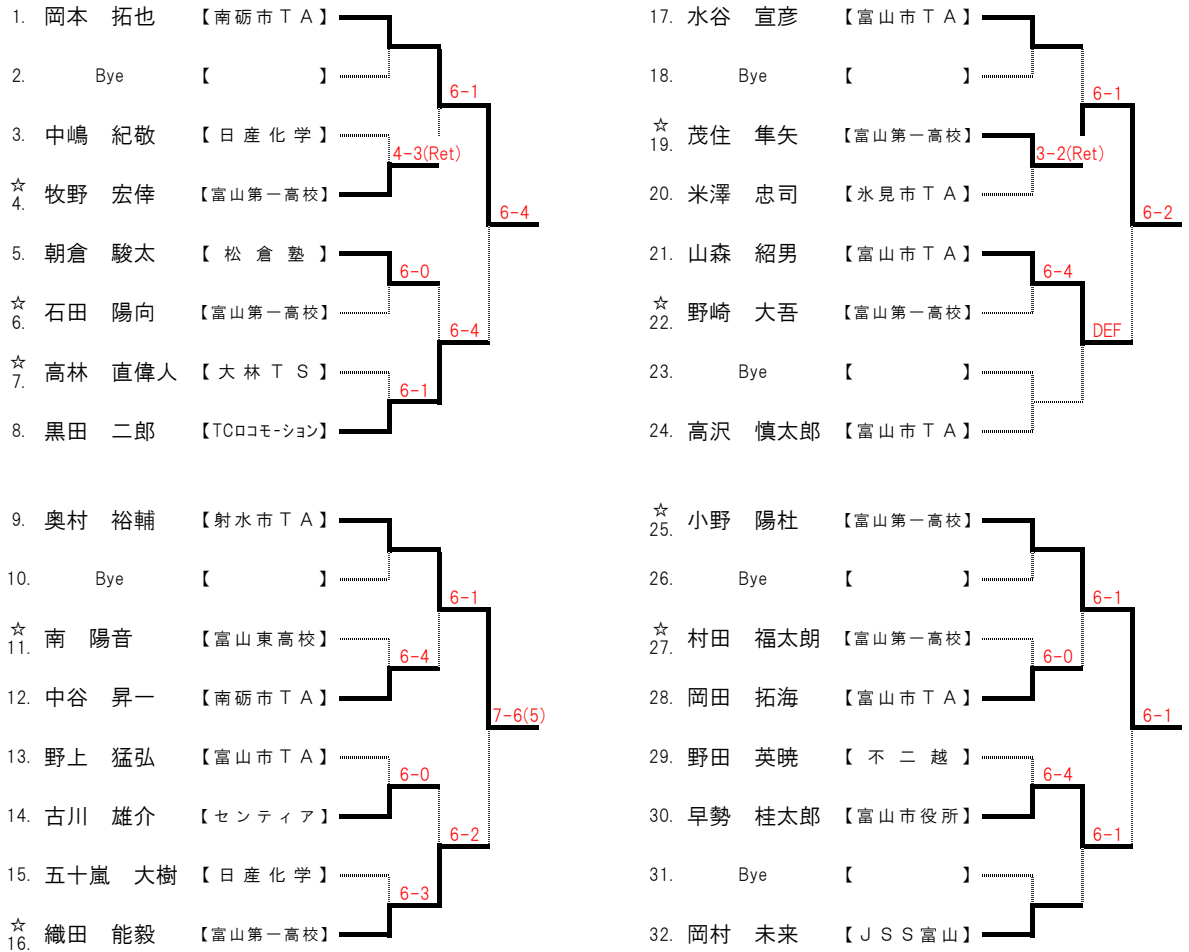 1. 岡本 拓也 【南砺市ＴＡ】
2. Bye 【 】
6-1
3. 中嶋 紀敬 【日産化学】
4-3(Ret)
☆
4. 牧野 宏倖 【富山第一高校】
6-4
5. 朝倉 駿太 【松倉塾】
6-0
☆
6. 石田 陽向 【富山第一高校】
6-4
☆
7. 高林 直偉人 【大林ＴＳ】
6-1
8. 黒田 二郎 【TCロコモーション】
9. 奥村 裕輔 【射水市ＴＡ】
10. Bye 【 】
6-1
☆
11. 南 陽音 【富山東高校】
6-4
12. 中谷 昇一 【南砺市ＴＡ】
7-6(5)
13. 野上 猛弘 【富山市ＴＡ】
6-0
14. 古川 雄介 【センティア】
6-2
15. 五十嵐 大樹 【日産化学】
6-3
☆
16. 織田 能毅 【富山第一高校】
17. 水谷 宣彦 【富山市ＴＡ】
18. Bye 【 】
6-1
☆
19. 茂住 隼矢 【富山第一高校】
3-2(Ret)
20. 米澤 忠司 【氷見市ＴＡ】
6-2
21. 山森 紹男 【富山市ＴＡ】
6-4
☆
22. 野崎 大吾 【富山第一高校】
DEF
23. Bye 【 】
24. 高沢 慎太郎 【富山市ＴＡ】
☆
25. 小野 陽杜 【富山第一高校】
26. Bye 【 】
6-1
☆
27. 村田 福太朗 【富山第一高校】
6-0
28. 岡田 拓海 【富山市ＴＡ】
6-1
29. 野田 英暁 【不二越】
6-4
30. 早勢 桂太郎 【富山市役所】
6-1
31. Bye 【 】
32. 岡村 未来 【ＪＳＳ富山】